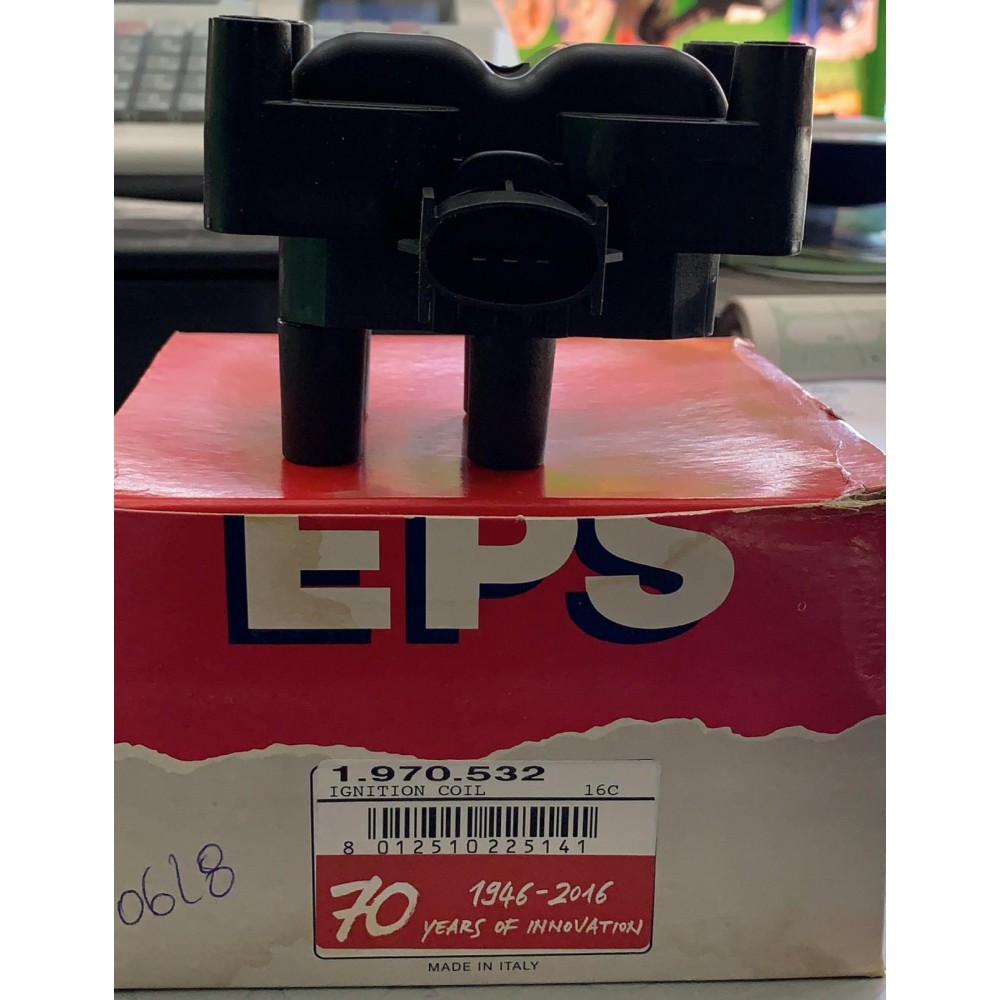 EPS
1.970.532
IGNITION COIL 16C
8 012510 225141
70 1946-2016
YEARS OF INNOVATION
MADE IN ITALY